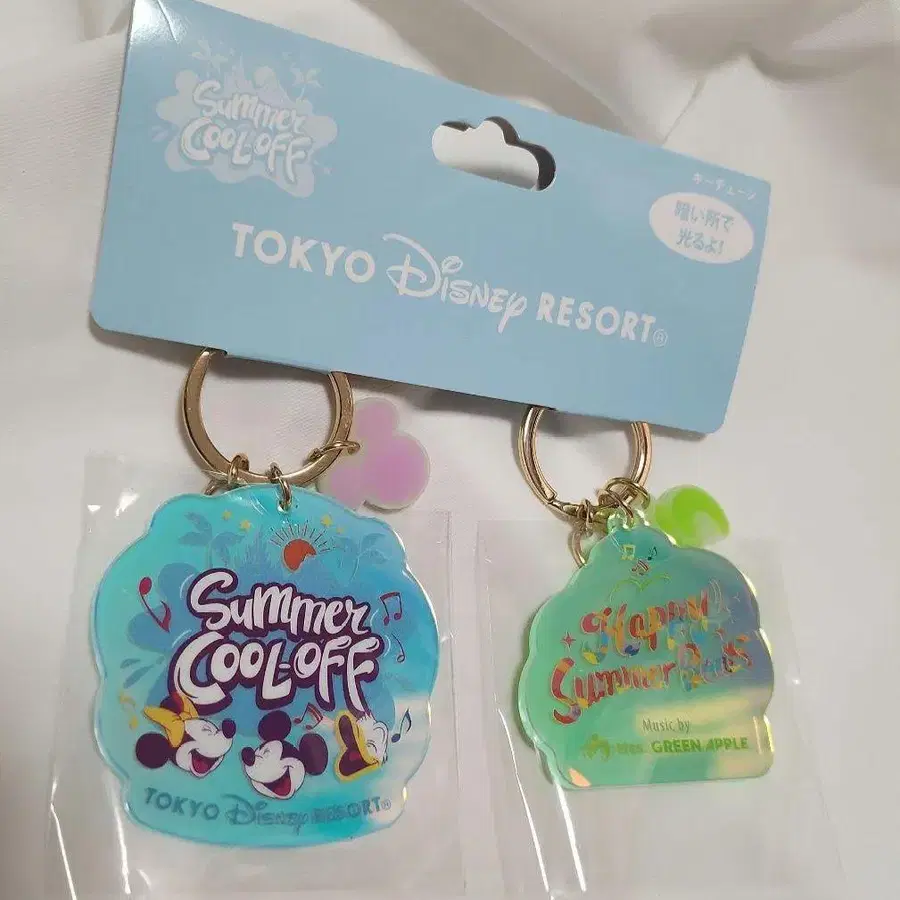 Summer
COOL-OFF
キーチェーン
暗い所で
光るよ!
TOKYO Disney RESORT®
Summer
COOL-OFF
TOKYO Disney RESORT®
Happy
Summer Beats
Music by
Mrs. GREEN APPLE